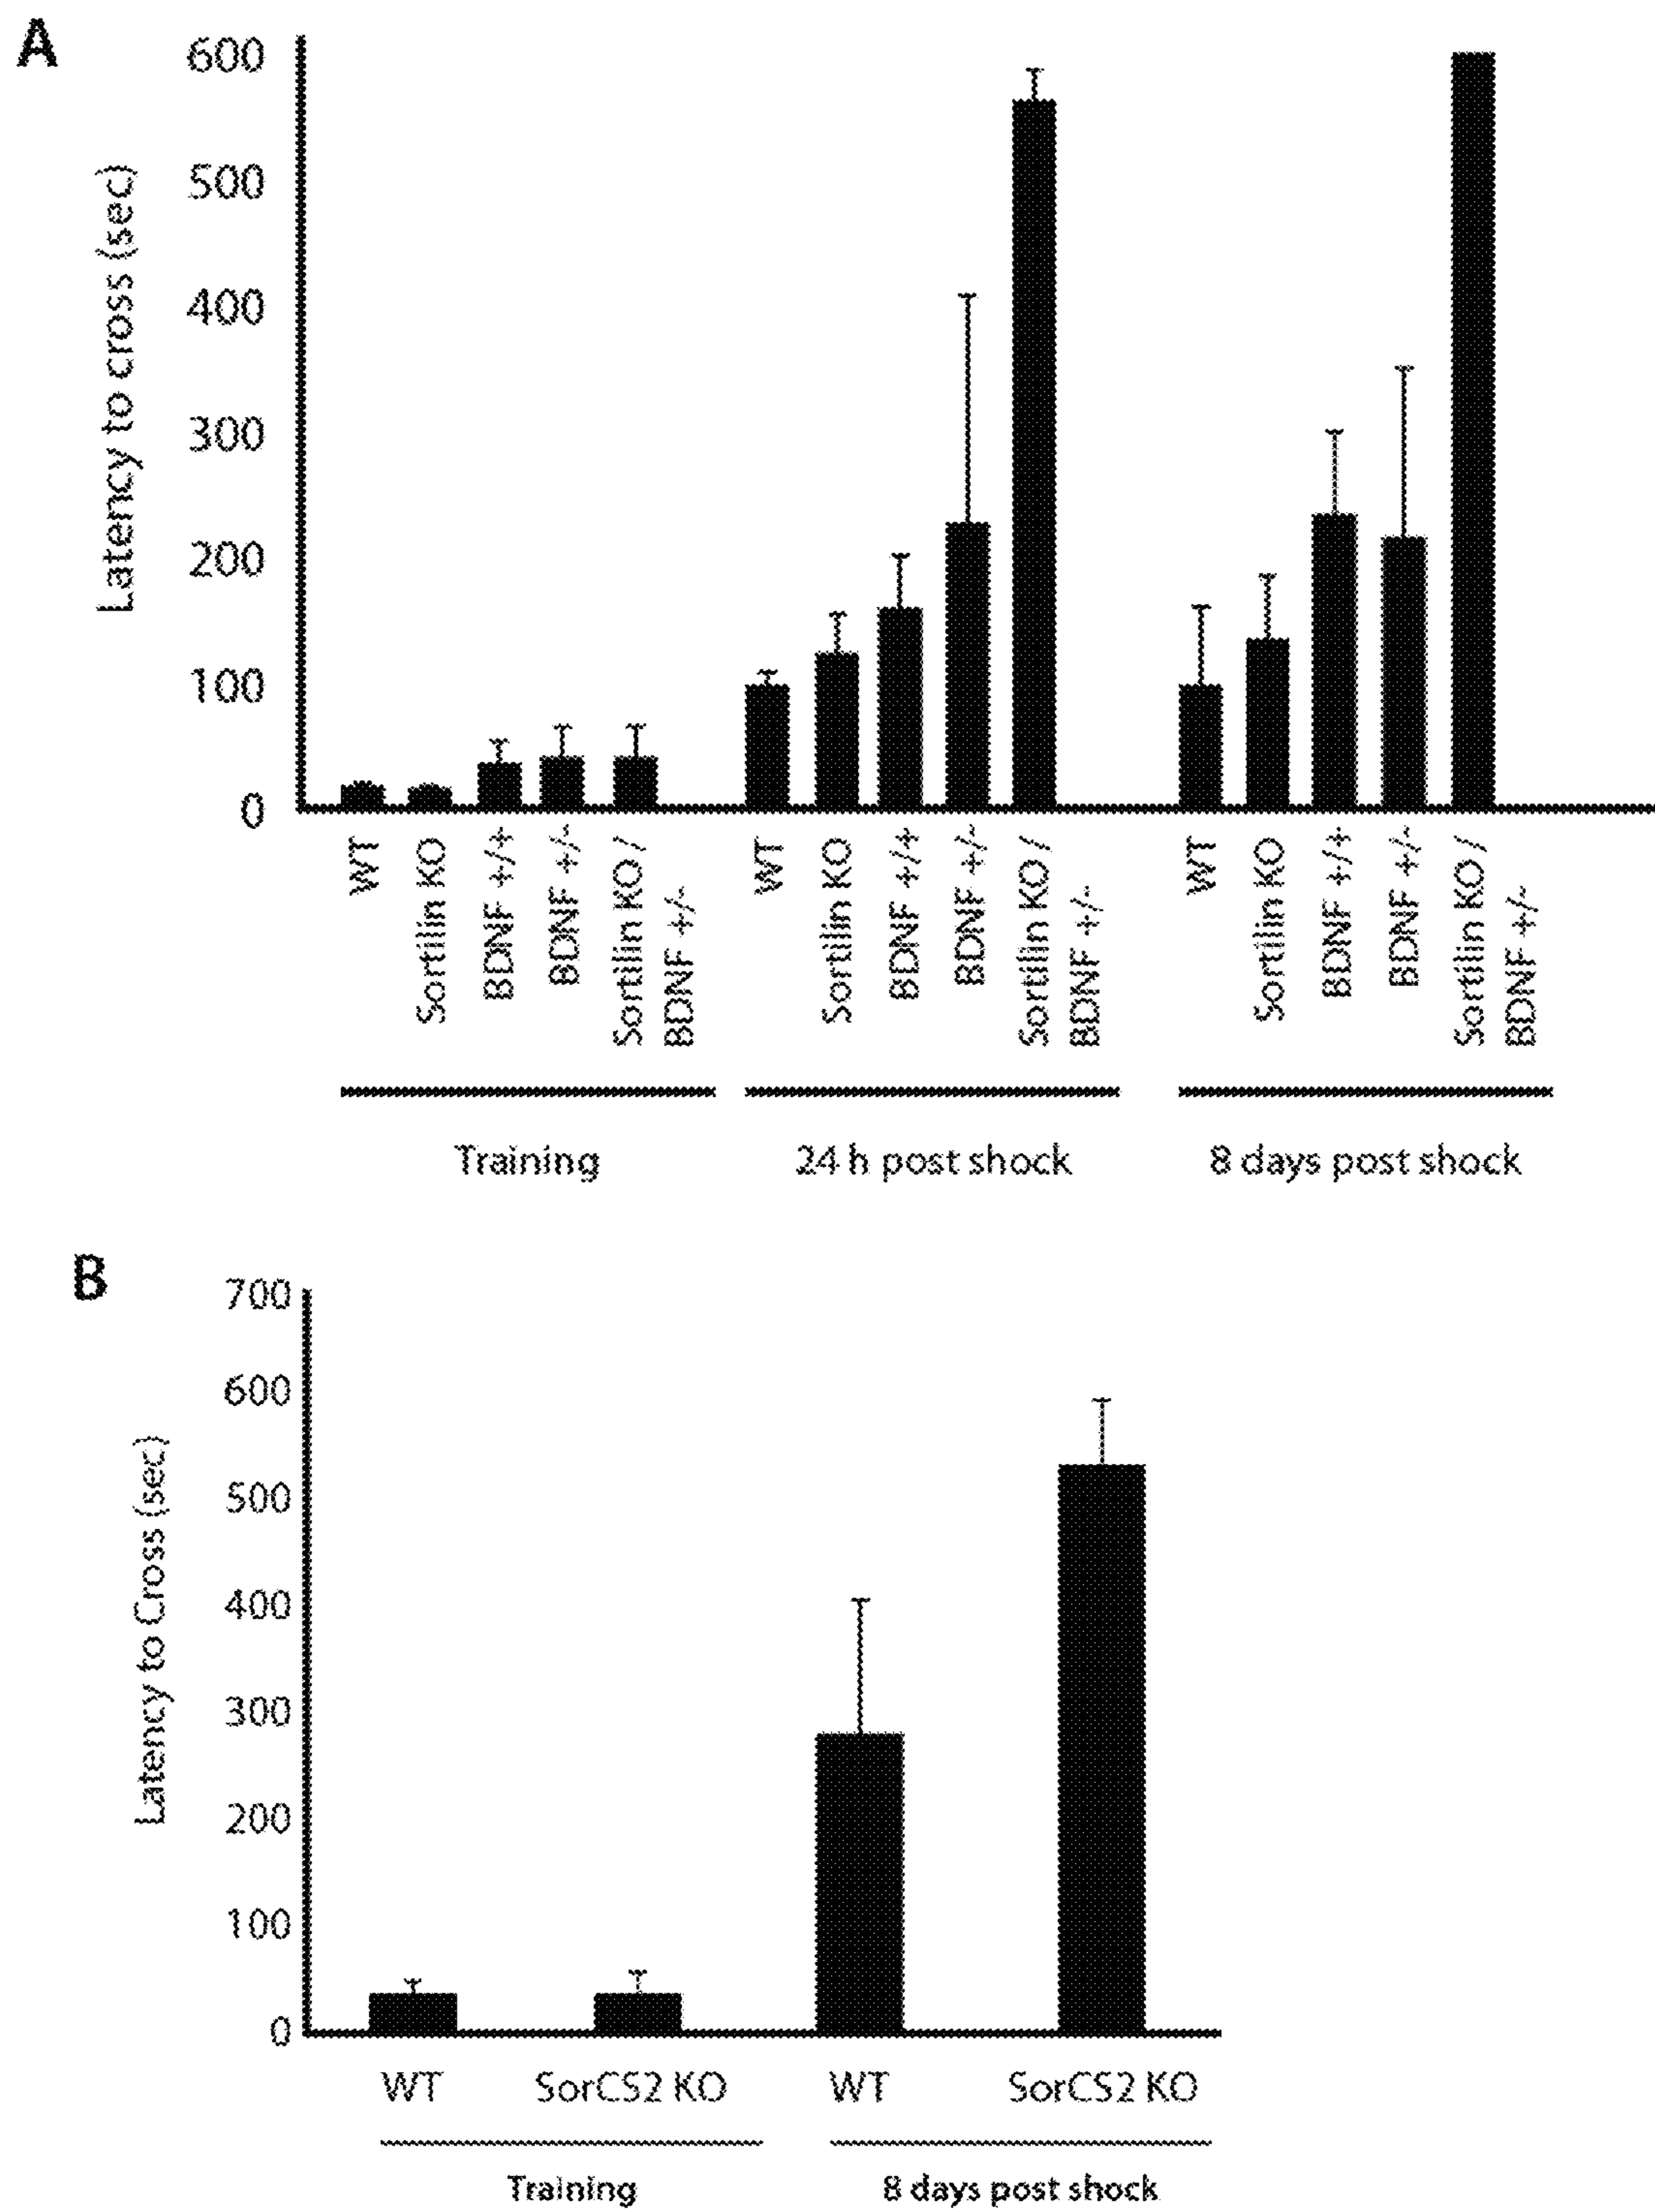 A
Latency to cross (sec)
600
500
400
300
200
100
0
WT
Sortilin KO
BDNF +/+
BDNF +/-
Sortilin KO /
BDNF +/-
WT
Sortilin KO
BDNF +/+
BDNF +/-
Sortilin KO /
BDNF +/-
WT
Sortilin KO
BDNF +/+
BDNF +/-
Sortilin KO /
BDNF +/-
Training
24 h post shock
8 days post shock
B
Latency to Cross (sec)
700
600
500
400
300
200
100
0
WT
SorCS2 KO
WT
SorCS2 KO
Training
8 days post shock